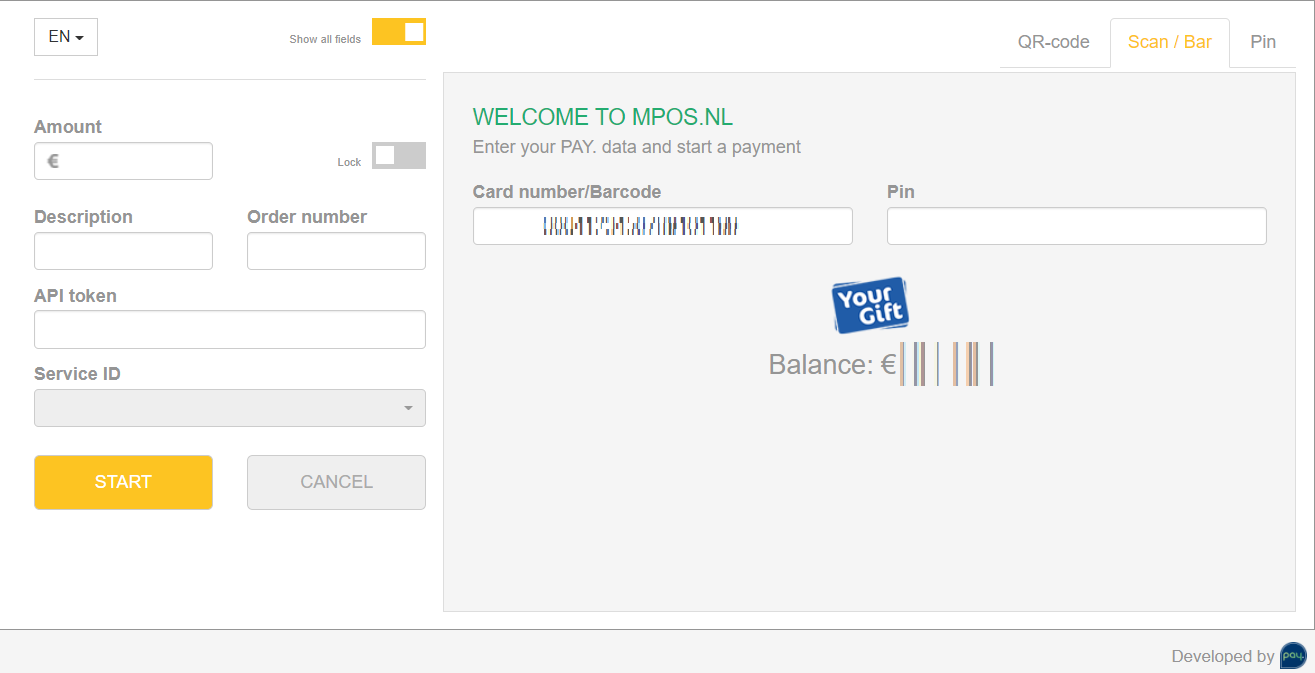 EN
Show all fields
QR-code
Scan / Bar
Pin
Amount
€
Lock
Description
Order number
API token
Service ID
START
CANCEL
WELCOME TO MPOS.NL
Enter your PAY. data and start a payment
Card number/Barcode
Pin
Your
Gift
Balance: €
Developed by
pay.